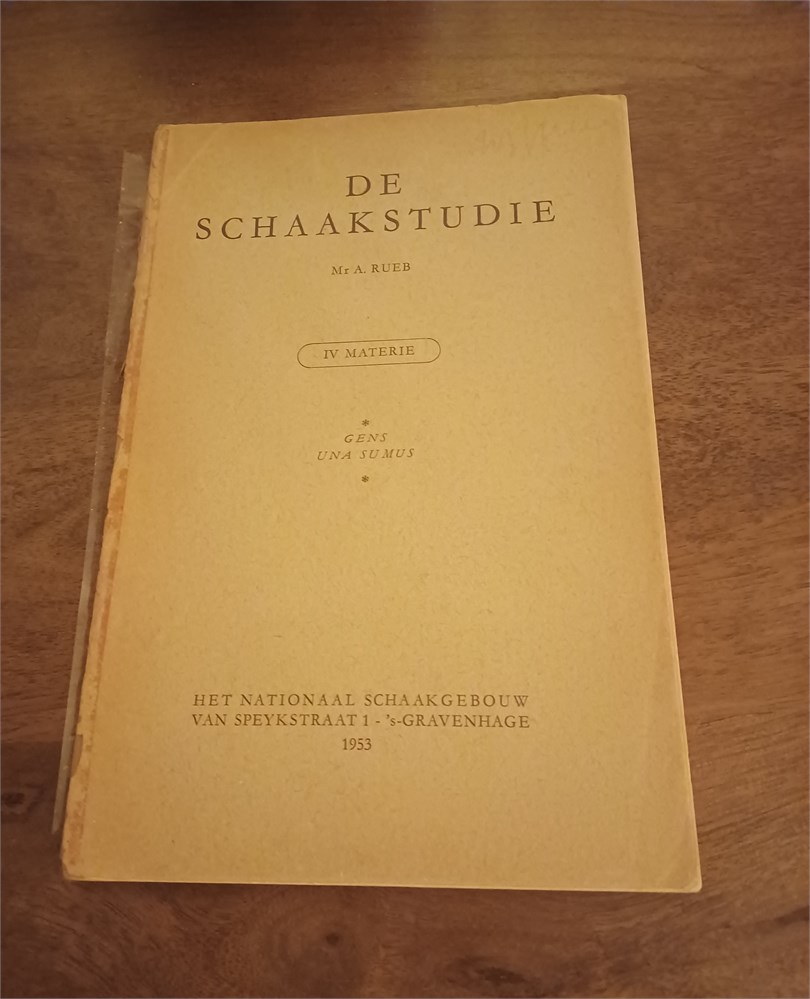 DE
SCHAAKSTUDIE
Mr A. RUEB
IV MATERIE
*
GENS
UNA SUMUS
*
HET NATIONAAL SCHAAKGEBOUW
VAN SPEYKSTRAAT 1 - 's-GRAVENHAGE
1953